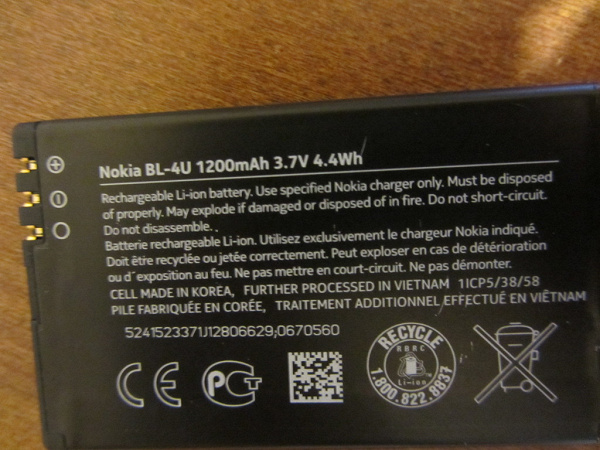 Nokia BL-4U 1200mAh 3.7V 4.4Wh
Rechargeable Li-ion battery. Use specified Nokia charger only. Must be disposed
of properly. May explode if damaged or disposed of in fire. Do not short-circuit.
Do not disassemble. .
Batterie rechargeable Li-ion. Utilisez exclusivement le chargeur Nokia indiqué.
Doit être recyclée ou jetée correctement. Peut exploser en cas de détérioration
ou d´exposition au feu. Ne pas mettre en court-circuit. Ne pas démonter.
CELL MADE IN KOREA, FURTHER PROCESSED IN VIETNAM 1ICP5/38/58
PILE FABRIQUÉE EN CORÉE, TRAITEMENT ADDITIONNEL EFFECTUÉ EN VIÊTNAM
5241523371J12806629;0670560
CE
PCT
RECYCLE
RBRC
Li-ion
1.800.822.8837